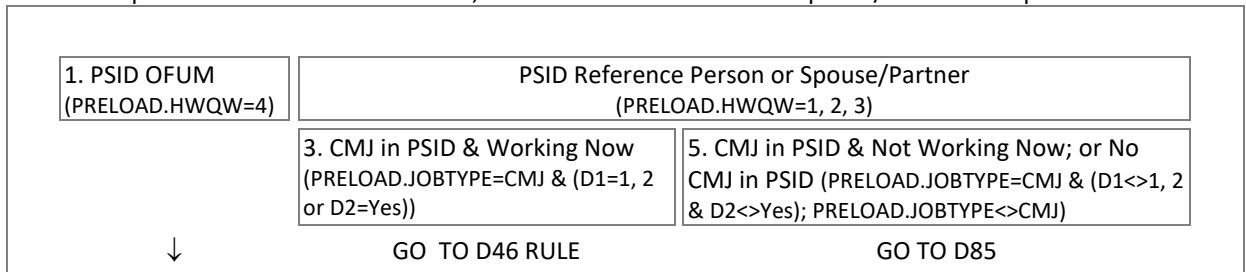 1. PSID OFUM
(PRELOAD.HWQW=4)
PSID Reference Person or Spouse/Partner
(PRELOAD.HWQW=1, 2, 3)
3. CMJ in PSID & Working Now
(PRELOAD.JOBTYPE=CMJ & (D1=1, 2
or D2=Yes))
5. CMJ in PSID & Not Working Now; or No
CMJ in PSID (PRELOAD.JOBTYPE=CMJ & (D1<>1, 2
& D2<>Yes); PRELOAD.JOBTYPE<>CMJ)
↓
GO TO D46 RULE
GO TO D85